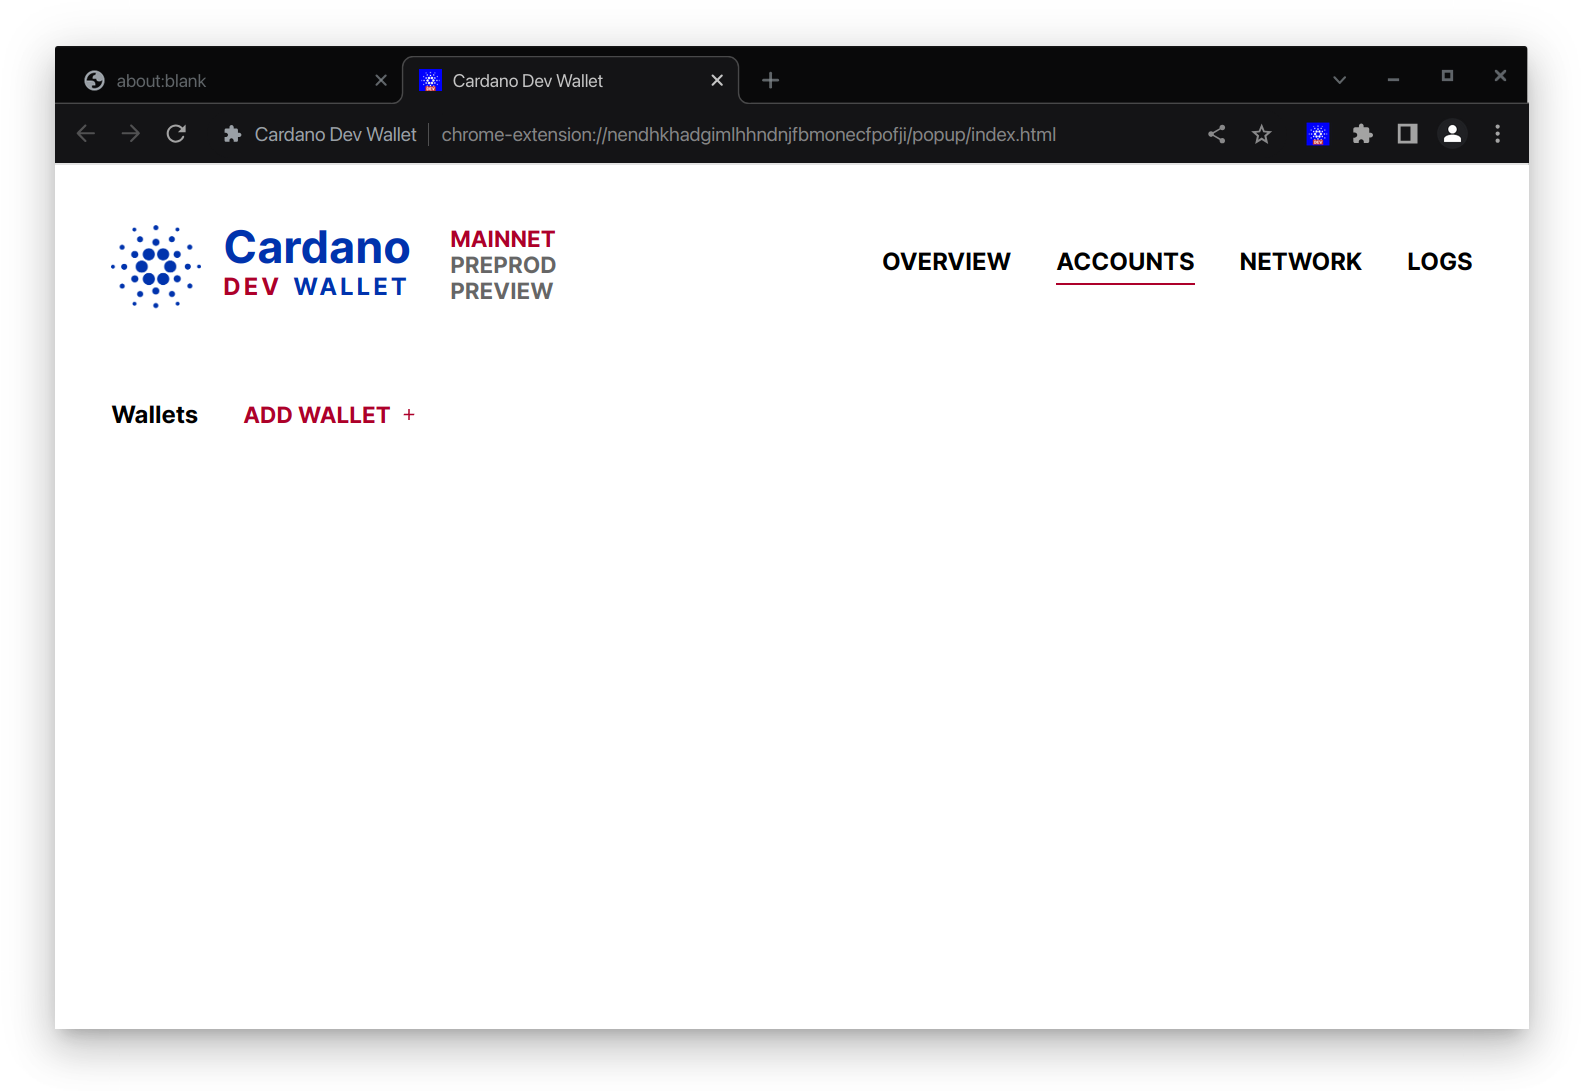 about:blank
Cardano Dev Wallet
Cardano Dev Wallet chrome-extension://nendhkhadgimlhhndnjfbmonecfpofji/popup/index.html
Cardano
DEV WALLET
MAINNET
PREPROD
PREVIEW
OVERVIEW ACCOUNTS NETWORK LOGS
Wallets ADD WALLET +